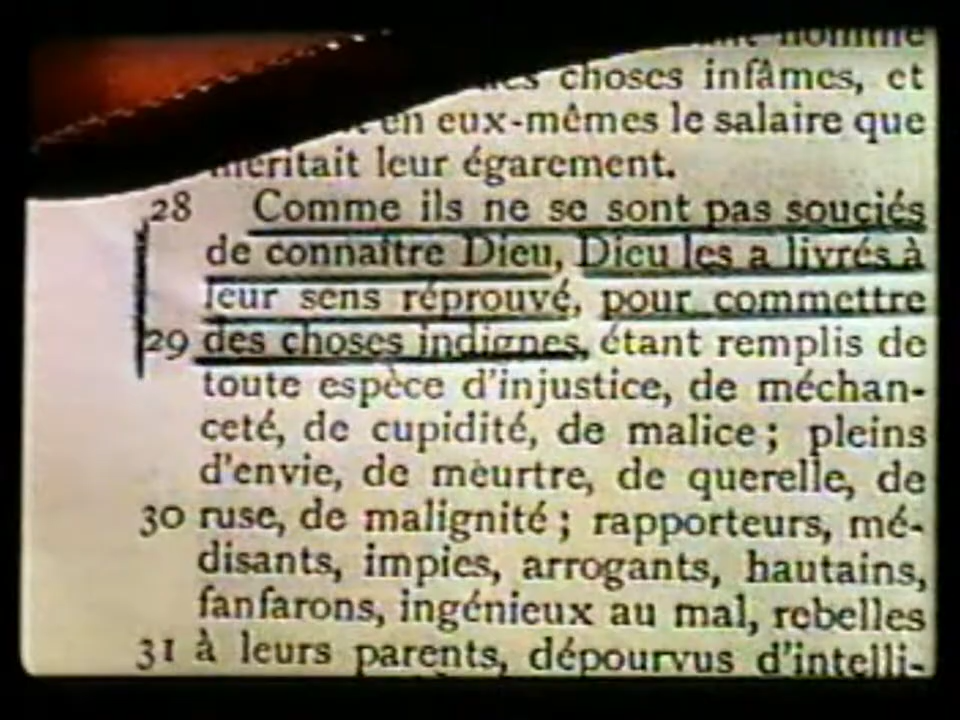 homme
choses infâmes, et
en eux-mêmes le salaire que
méritait leur égarement.
28 Comme ils ne se sont pas souciés
de connaître Dieu, Dieu les a livrés à
leur sens réprouvé, pour commettre
29 des choses indignes, étant remplis de
toute espèce d'injustice, de méchan-
ceté, de cupidité, de malice; pleins
d'envie, de meurtre, de querelle, de
30 ruse, de malignité; rapporteurs, mé-
disants, impies, arrogants, hautains,
fanfarons, ingénieux au mal, rebelles
31 à leurs parents, dépourvus d'intelli-